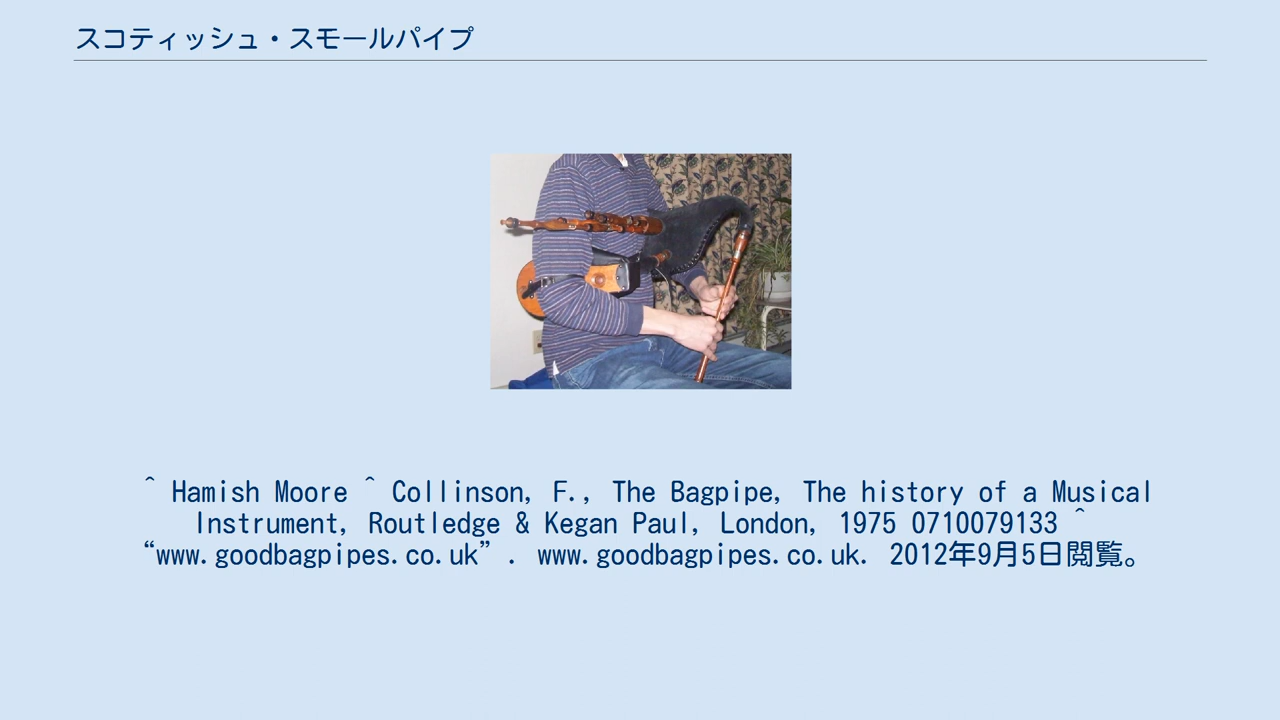 スコティッシュ・スモールパイプ
^ Hamish Moore ^ Collinson, F., The Bagpipe, The history of a Musical
Instrument, Routledge & Kegan Paul, London, 1975 0710079133 ^
“www.goodbagpipes.co.uk”. www.goodbagpipes.co.uk. 2012年9月5日閲覧。